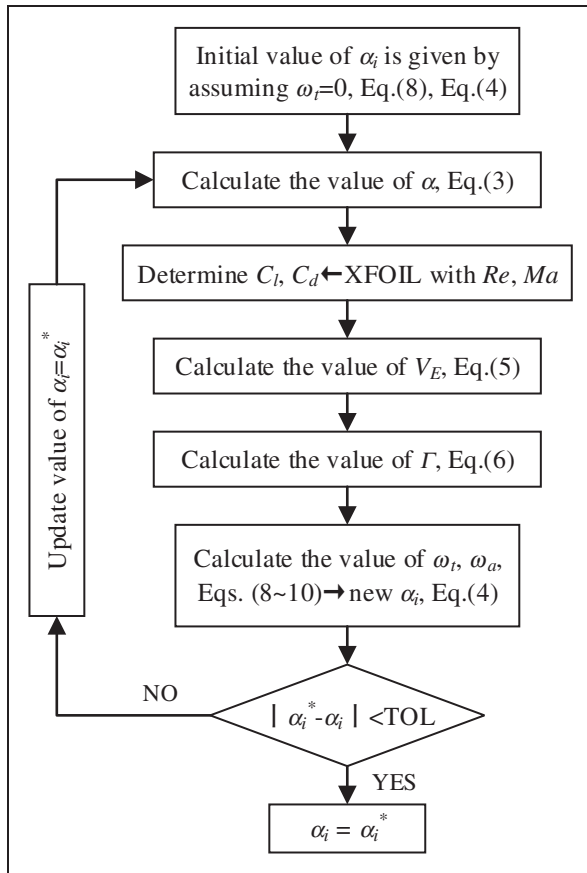 Initial value of αi is given by
assuming ωt=0, Eq.(8), Eq.(4)
Calculate the value of α, Eq.(3)
Determine Cl, Cd←XFOIL with Re, Ma
Calculate the value of VE, Eq.(5)
Calculate the value of Γ, Eq.(6)
Calculate the value of ωt, ωa,
Eqs. (8~10)→ new αi, Eq.(4)
Update value of αi=αi*
NO
| αi*-αi | <TOL
YES
αi = αi*